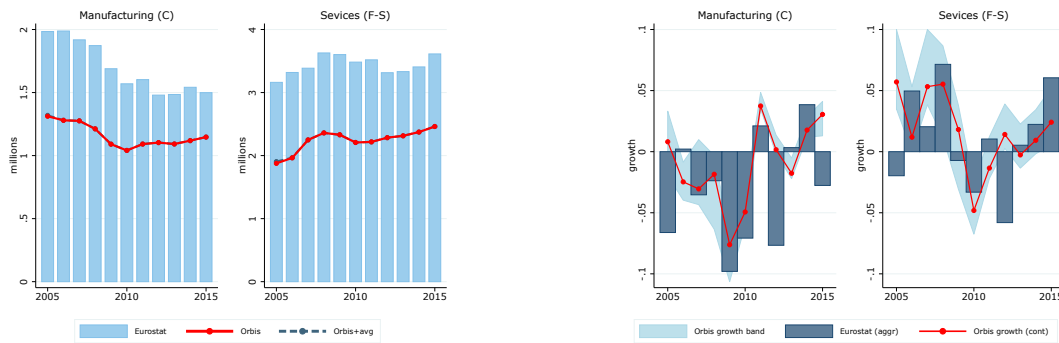 Manufacturing (C)
Sevices (F-S)
Manufacturing (C)
Sevices (F-S)
millions
0
.5
1
1.5
2
0
1
2
3
4
2005
2010
2015
2005
2010
2015
Eurostat
Orbis
Orbis+avg
growth
-.1
-.05
0
.05
.1
growth
-.1
-.05
0
.05
.1
2005
2010
2015
2005
2010
2015
Orbis growth band
Eurostat (aggr)
Orbis growth (cont)